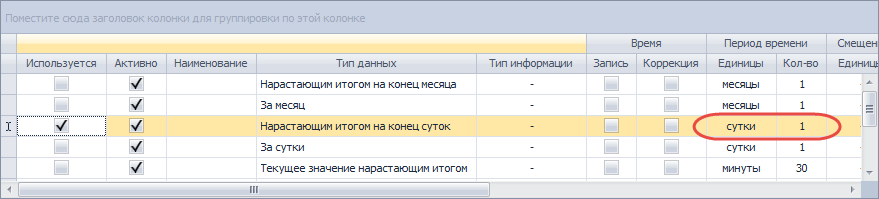 Поместите сюда заголовок колонки для группировки по этой колонке
Время Период времени Смещени
Используется Активно Наименование Тип данных Тип информации Запись Коррекция Единицы Кол-во Единицы
Нарастающим итогом на конец месяца - месяцы 1
За месяц - месяцы 1
Нарастающим итогом на конец суток - сутки 1
За сутки - сутки 1
Текущее значение нарастающим итогом - минуты 30